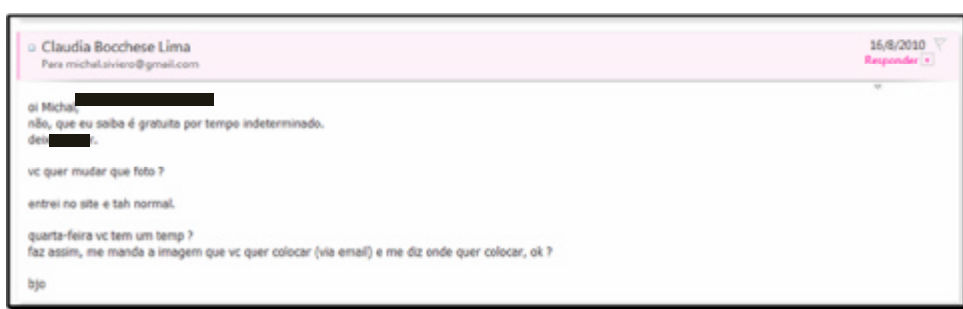 Claudia Bocchese Lima
16/8/2010
Para michal.siviero@gmail.com
Responder
oi Michal,
não, que eu saiba é gratuita por tempo indeterminado.
vc quer mudar que foto ?
entrei no site e tah normal.
quarta-feira vc tem um temp ?
faz assim, me manda a imagem que vc quer colocar (via email) e me diz onde quer colocar, ok ?
bjo